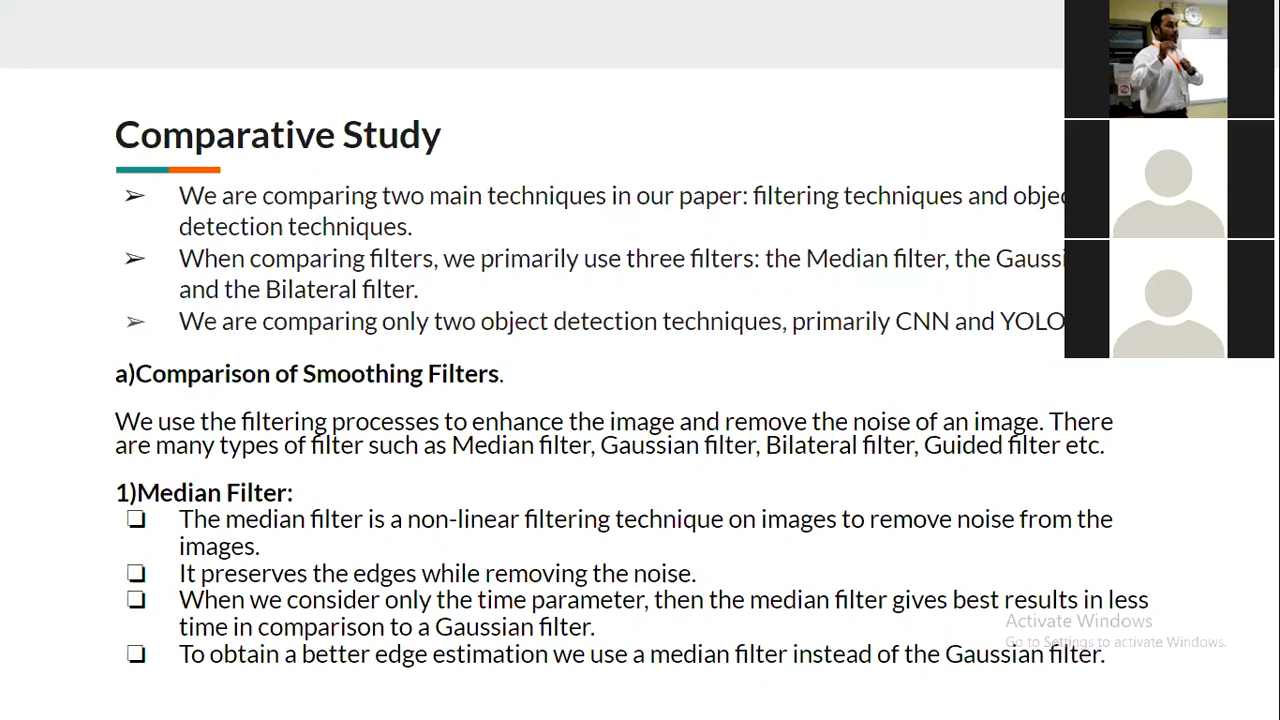 Comparative Study
➢ We are comparing two main techniques in our paper: filtering techniques and objec
detection techniques.
➢ When comparing filters, we primarily use three filters: the Median filter, the Gaussi
and the Bilateral filter.
➢ We are comparing only two object detection techniques, primarily CNN and YOLO
a)Comparison of Smoothing Filters.
We use the filtering processes to enhance the image and remove the noise of an image. There
are many types of filter such as Median filter, Gaussian filter, Bilateral filter, Guided filter etc.
1)Median Filter:
❏ The median filter is a non-linear filtering technique on images to remove noise from the
images.
❏ It preserves the edges while removing the noise.
❏ When we consider only the time parameter, then the median filter gives best results in less
time in comparison to a Gaussian filter.
❏ To obtain a better edge estimation we use a median filter instead of the Gaussian filter.
Activate Windows
Go to Settings to activate Windows.